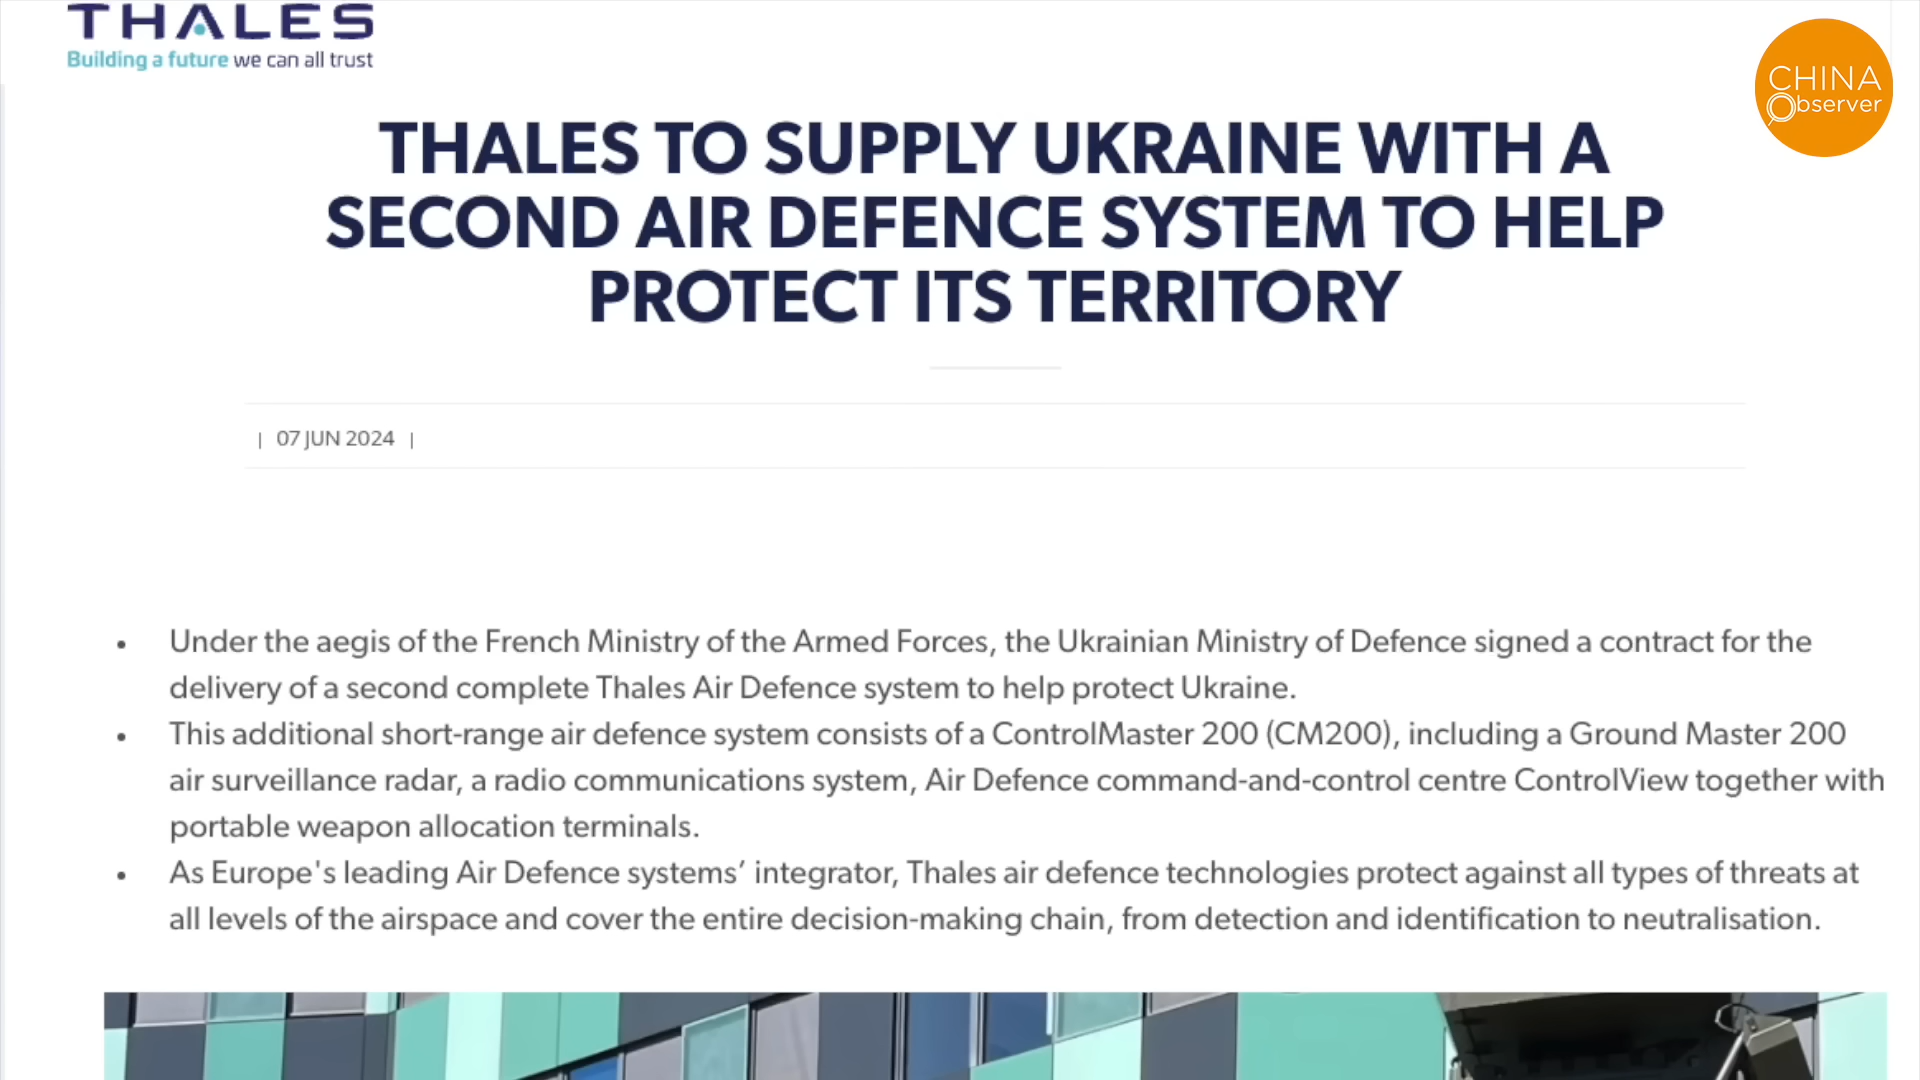 THALES
Building a future we can all trust
CHINA
Observer
THALES TO SUPPLY UKRAINE WITH A
SECOND AIR DEFENCE SYSTEM TO HELP
PROTECT ITS TERRITORY
| 07 JUN 2024 |
• Under the aegis of the French Ministry of the Armed Forces, the Ukrainian Ministry of Defence signed a contract for the
delivery of a second complete Thales Air Defence system to help protect Ukraine.
• This additional short-range air defence system consists of a ControlMaster 200 (CM200), including a Ground Master 200
air surveillance radar, a radio communications system, Air Defence command-and-control centre ControlView together with
portable weapon allocation terminals.
• As Europe's leading Air Defence systems’ integrator, Thales air defence technologies protect against all types of threats at
all levels of the airspace and cover the entire decision-making chain, from detection and identification to neutralisation.